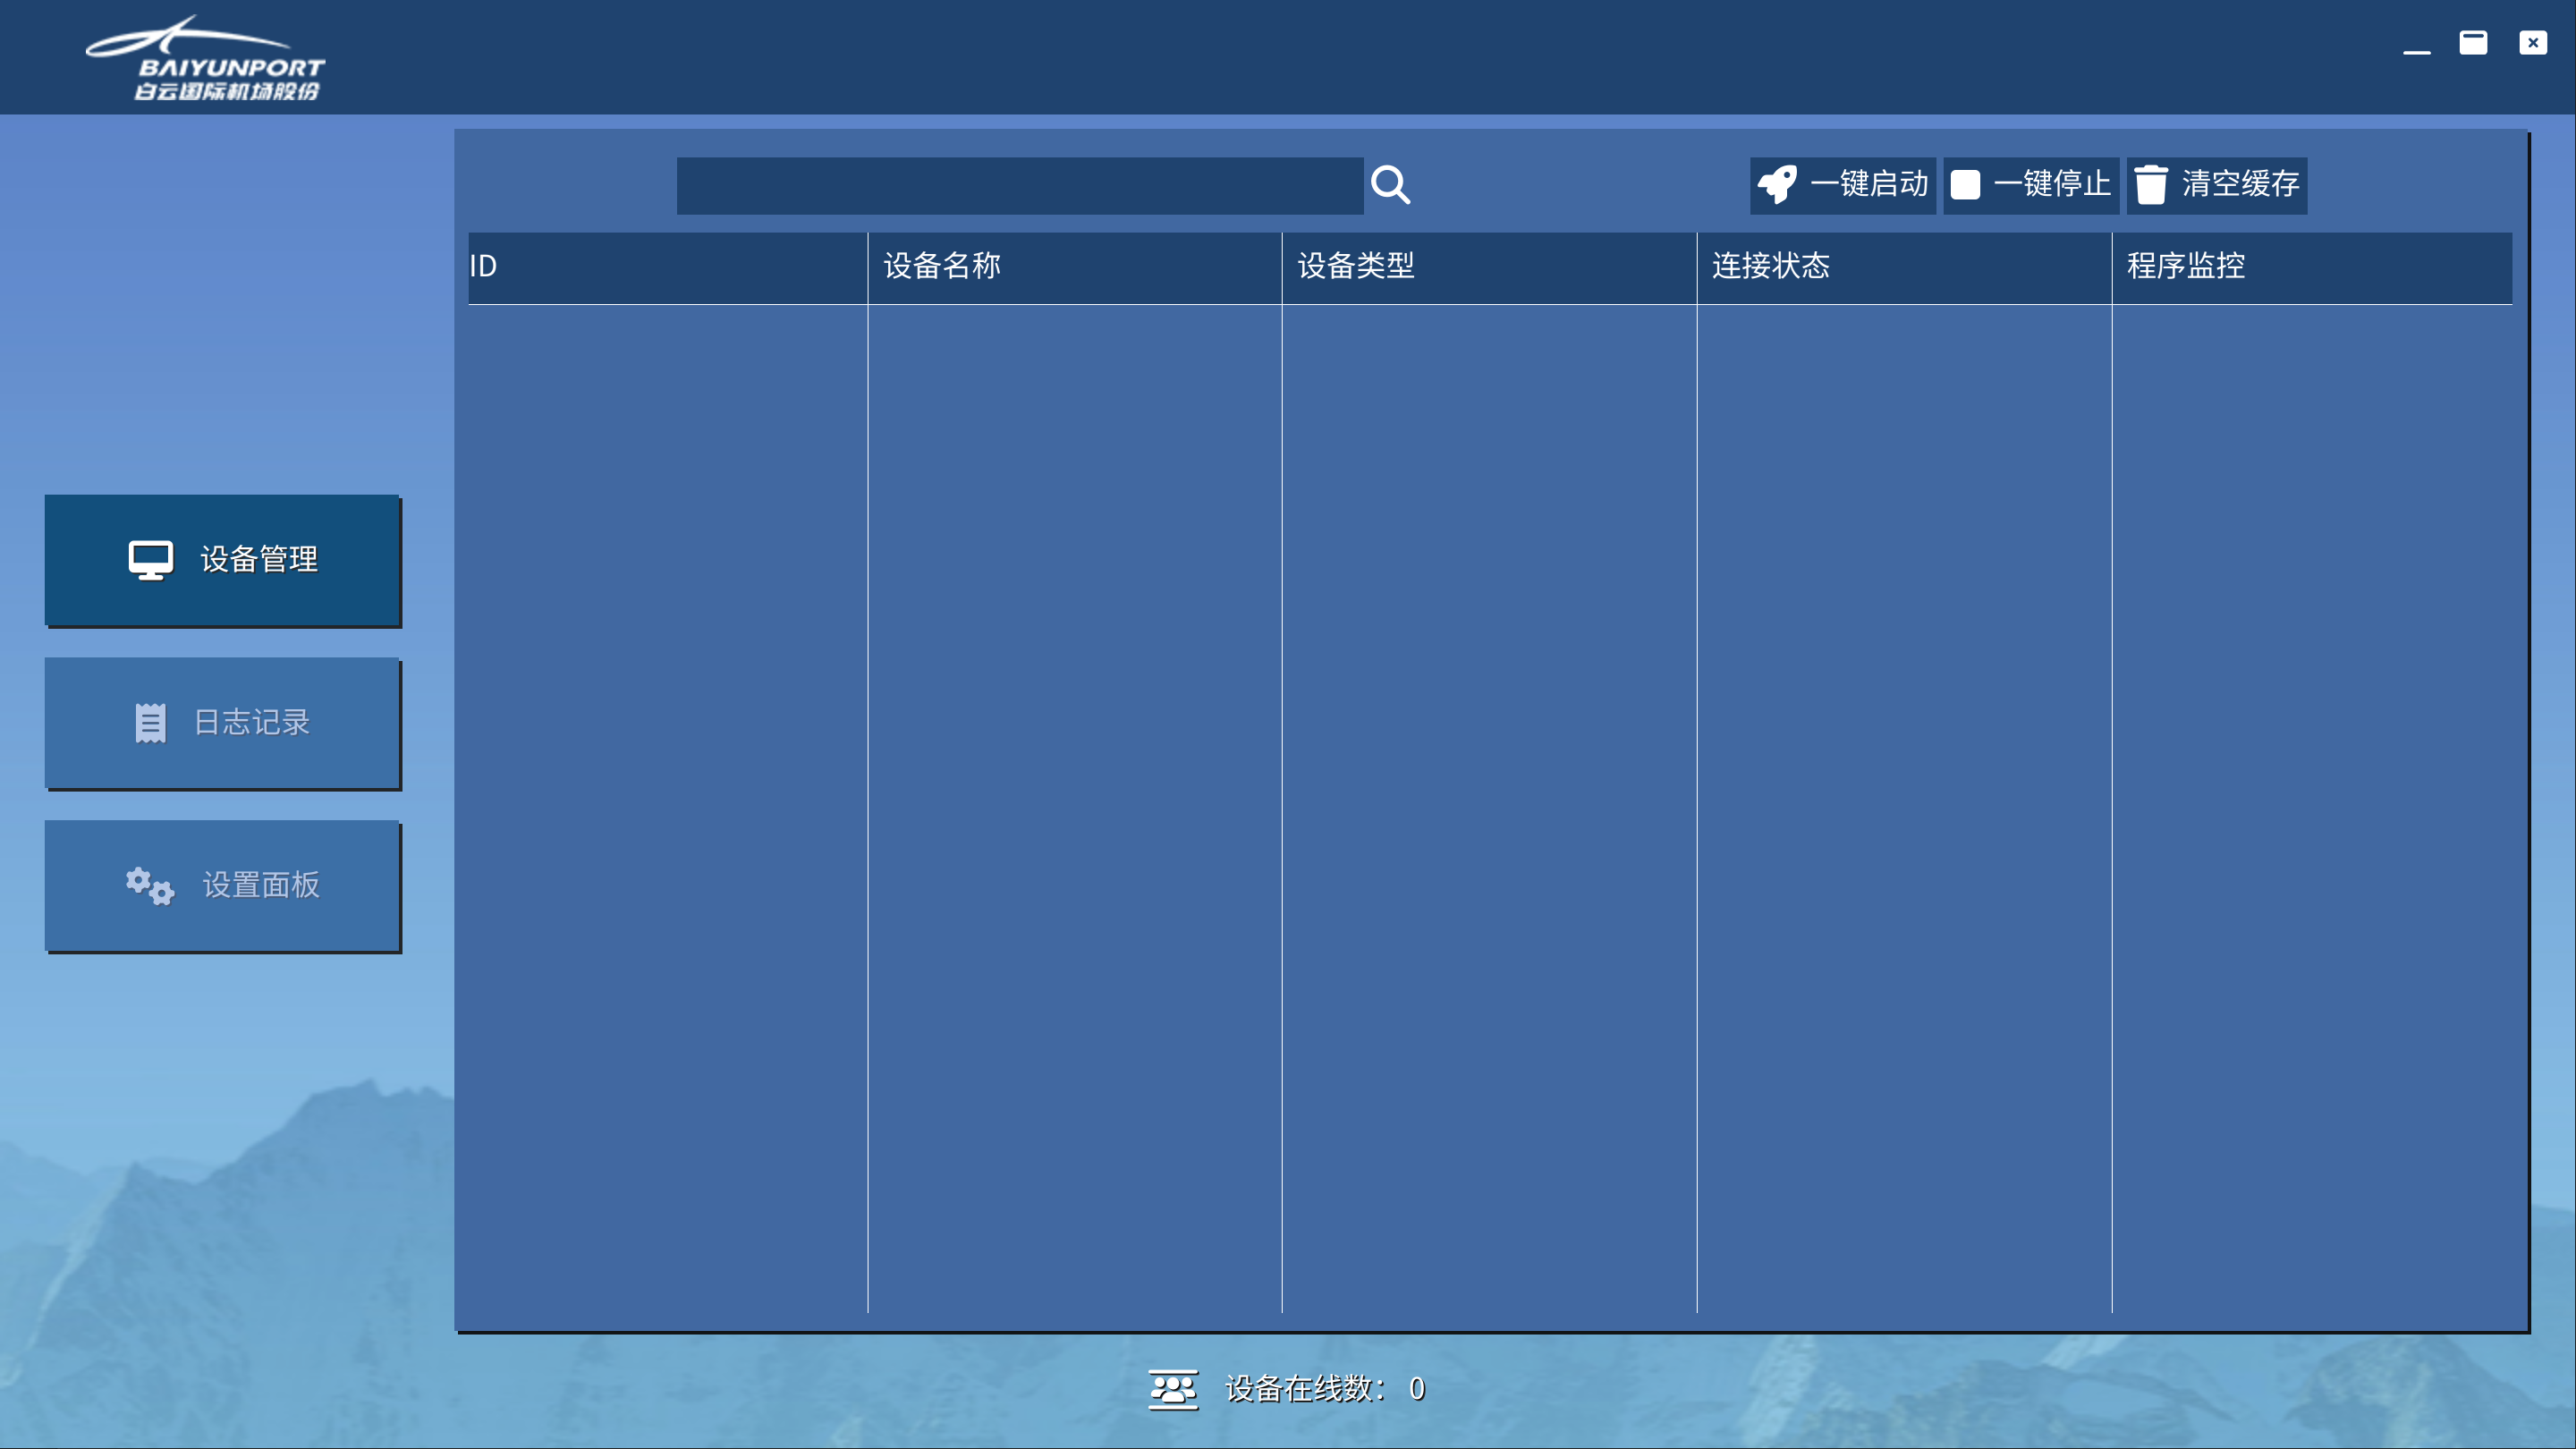 BAIYUNPORT
白云国际机场股份
一键启动 一键停止 清空缓存
ID 设备名称 设备类型 连接状态 程序监控
设备管理
日志记录
设置面板
设备在线数： 0